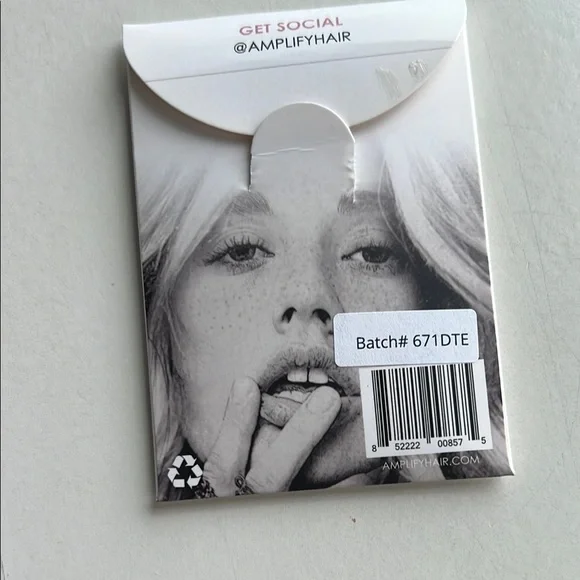 GET SOCIAL
@AMPLIFYHAIR
Batch# 671DTE
8 52222 00857 5
AMPLIFYHAIR.COM